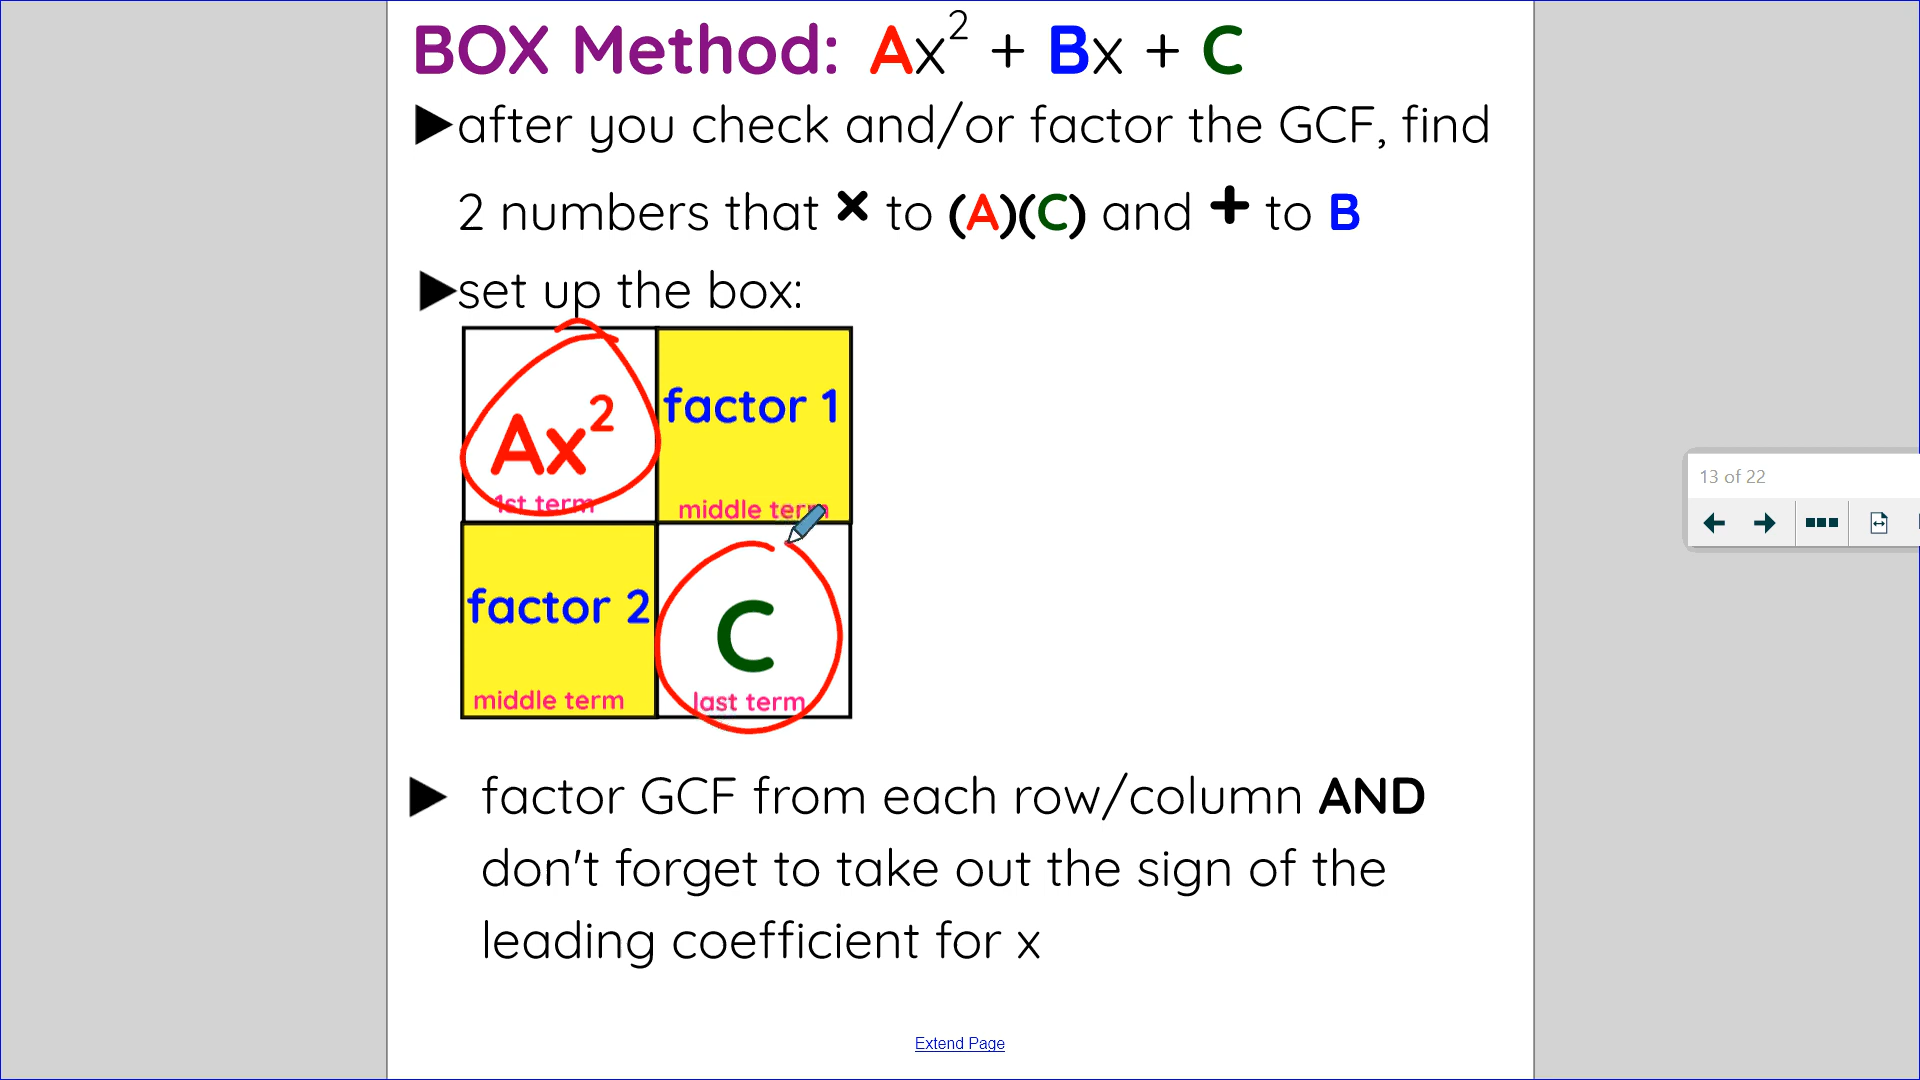 BOX Method: Ax² + Bx + C
▶after you check and/or factor the GCF, find
2 numbers that × to (A)(C) and + to B
▶set up the box:
Ax²
1st term
factor 1
middle term
factor 2
middle term
C
last term
▶ factor GCF from each row/column AND
don't forget to take out the sign of the
leading coefficient for x
Extend Page
13 of 22